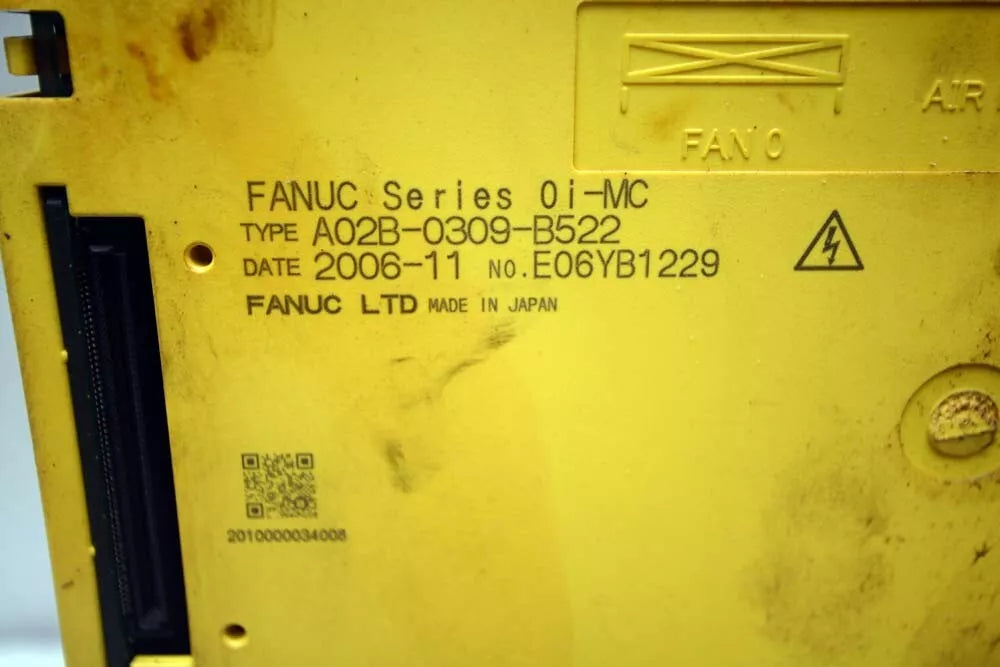 FAN 0
AIR
FANUC Series 0i-MC
TYPE A02B-0309-B522
DATE 2006-11 NO.E06YB1229
FANUC LTD MADE IN JAPAN
2010000034008